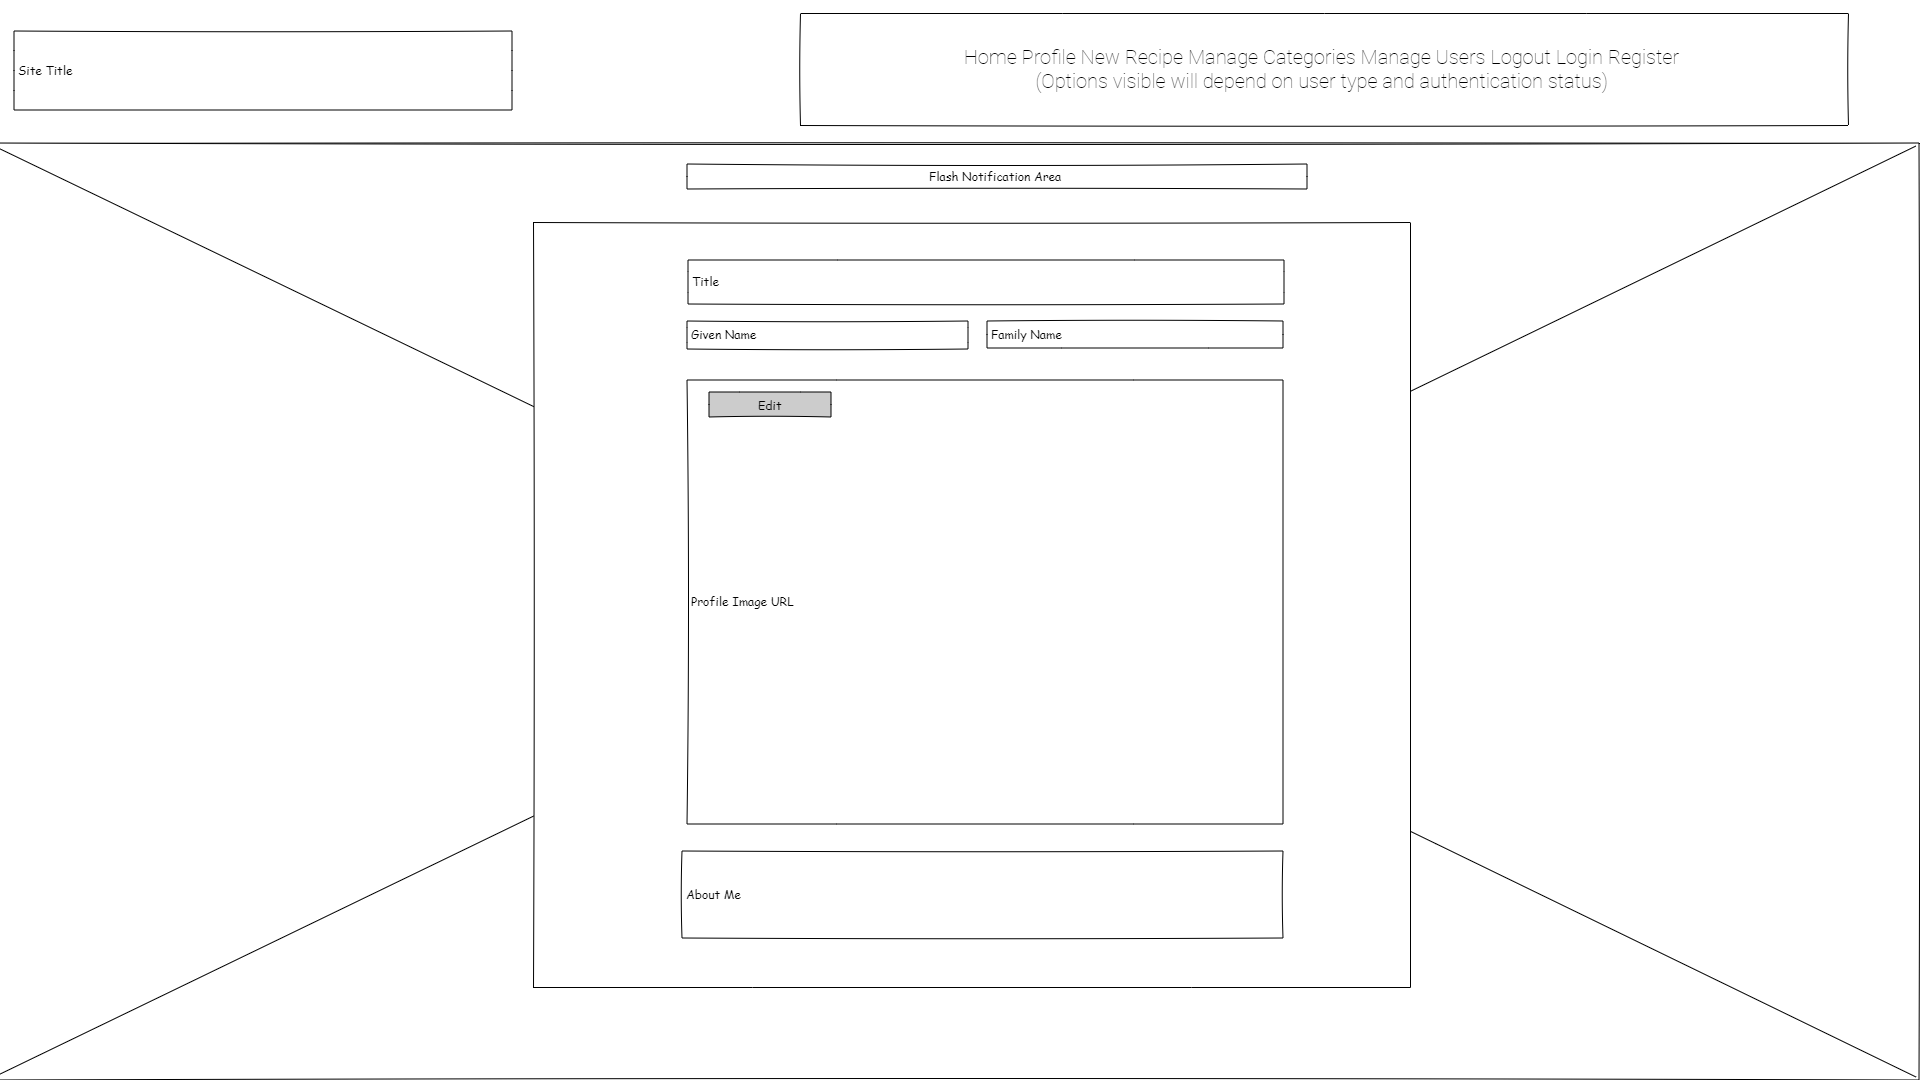 Site Title
Home Profile New Recipe Manage Categories Manage Users Logout Login Register
(Options visible will depend on user type and authentication status)
Flash Notification Area
Title
Given Name
Family Name
Edit
Profile Image URL
About Me